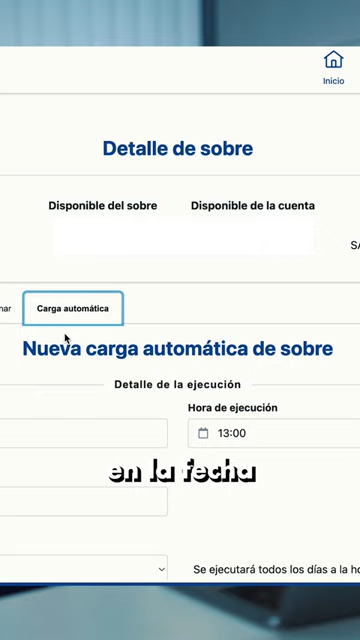 Inicio
Detalle de sobre
Disponible del sobre
Disponible de la cuenta
Carga automática
Nueva carga automática de sobre
Detalle de la ejecución
Hora de ejecución
13:00
en la fecha
Se ejecutará todos los días a la